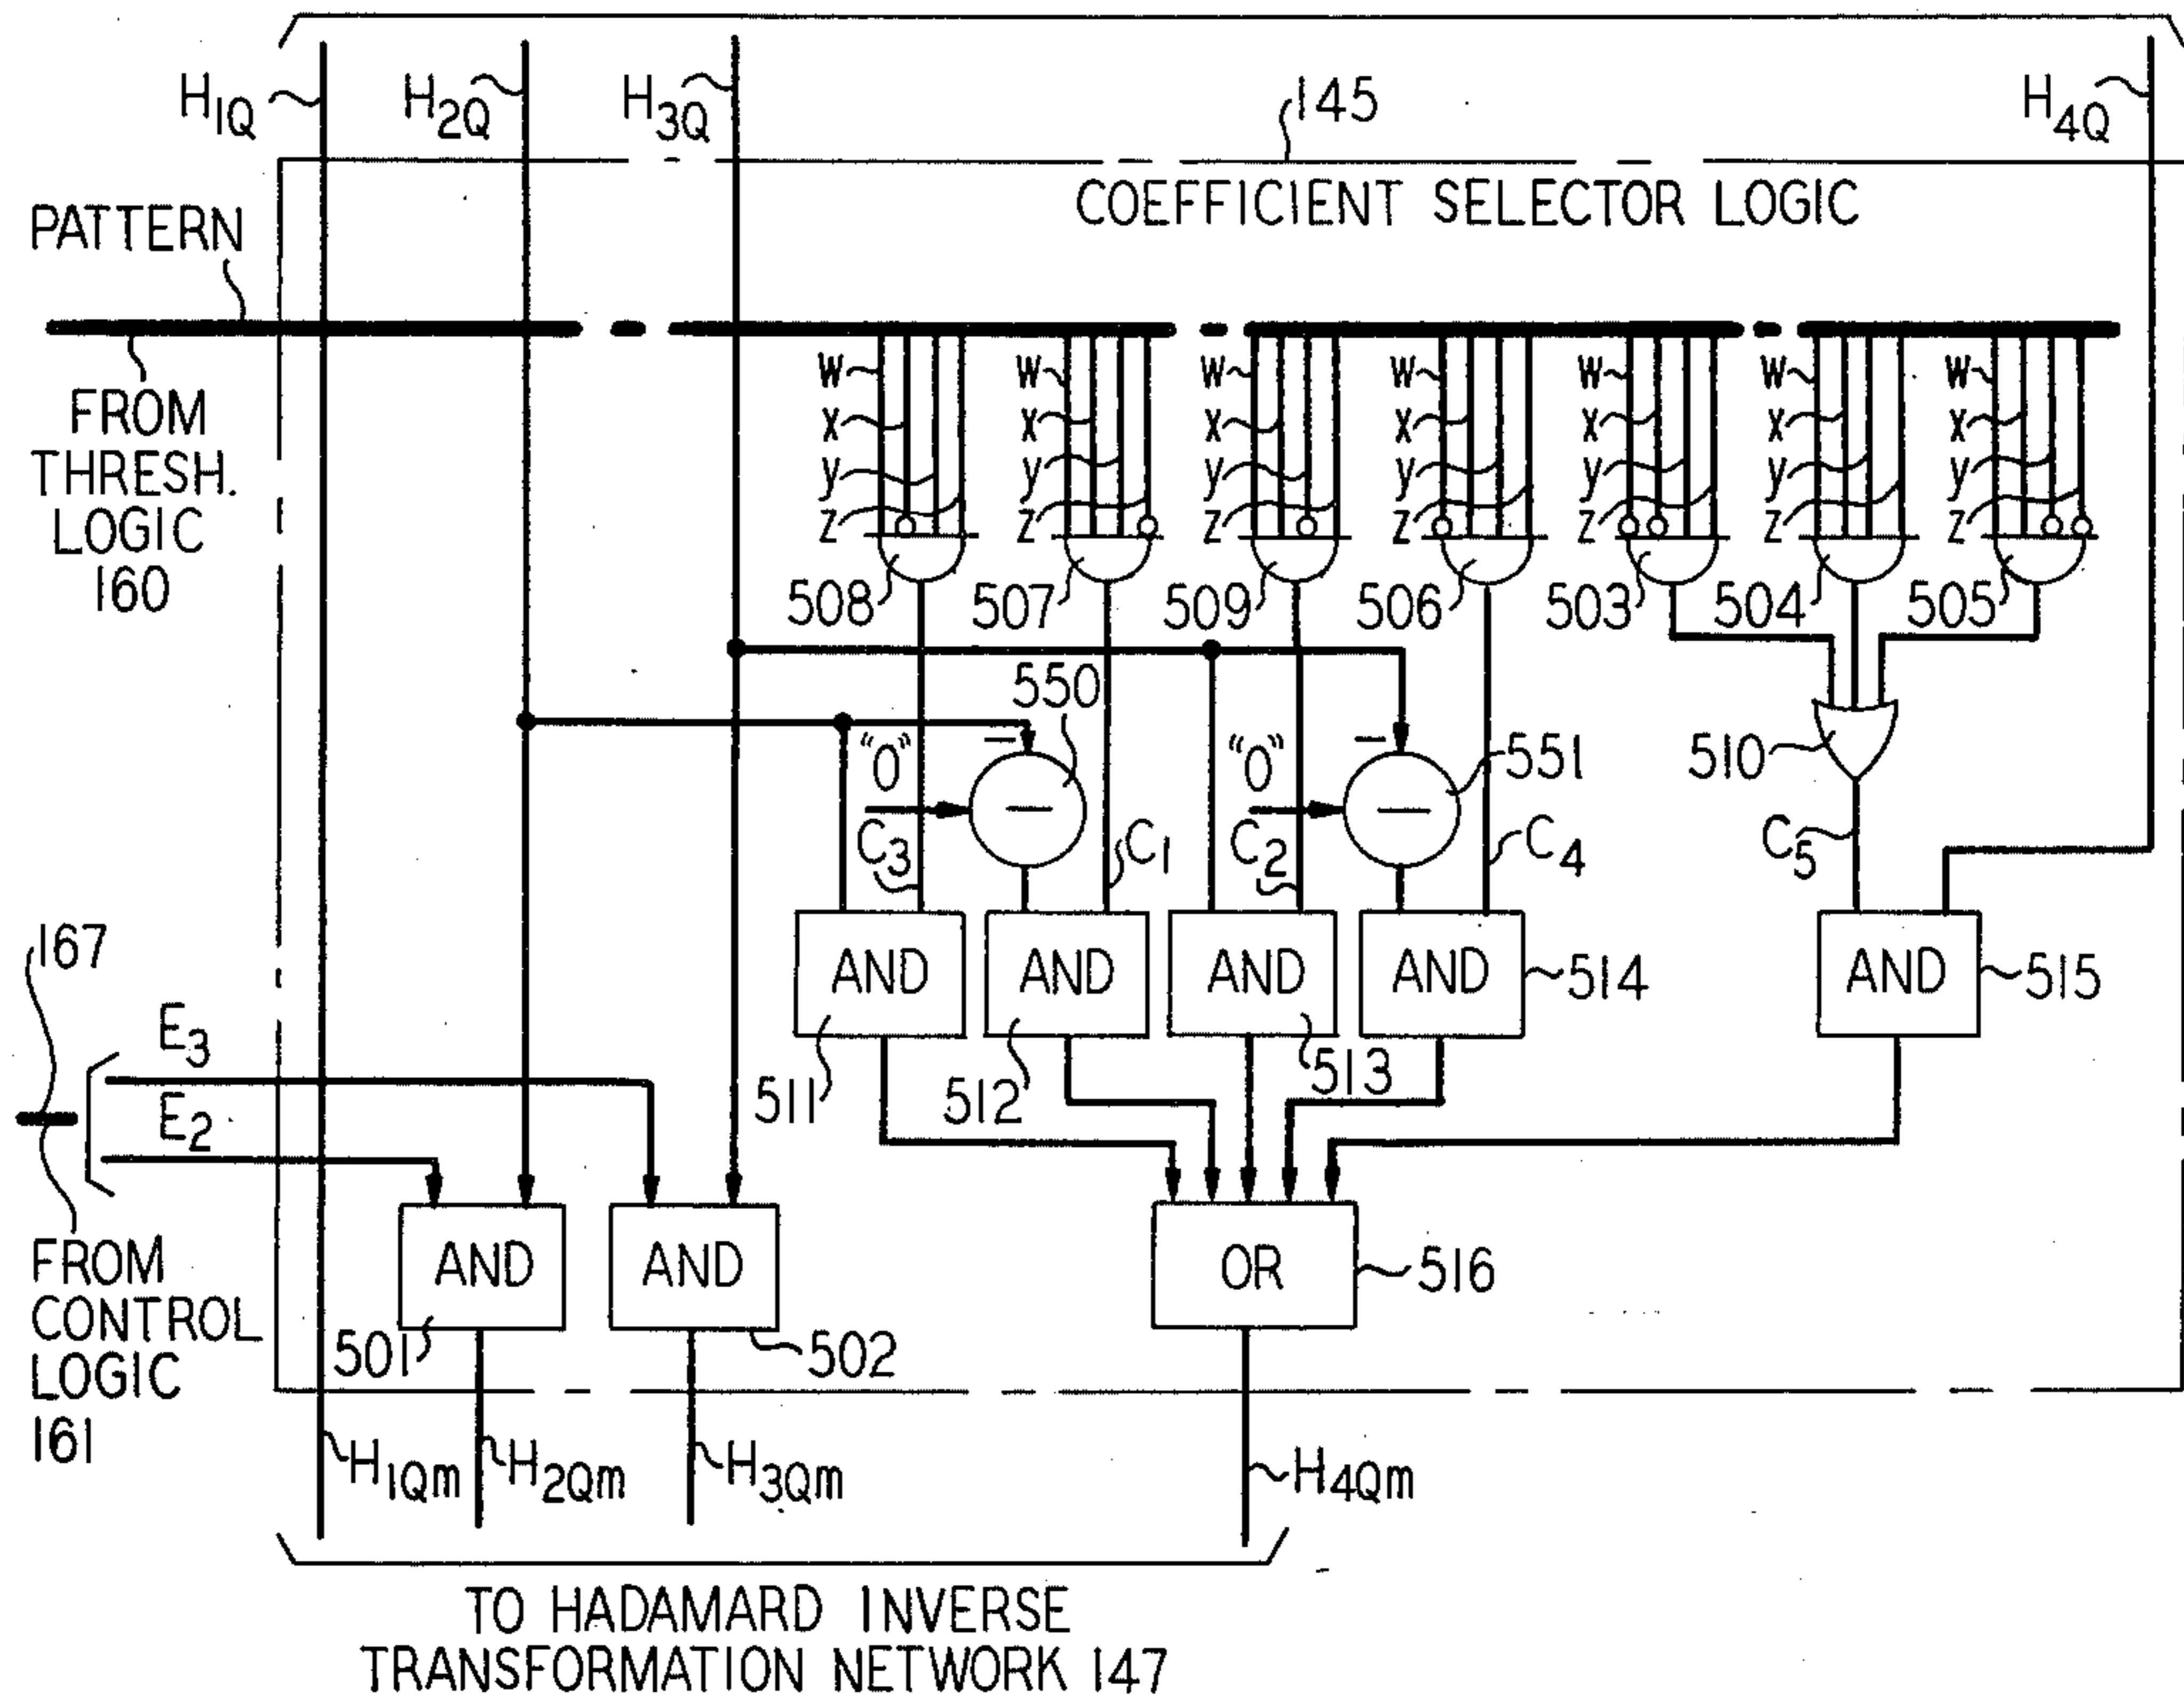 H1Q H2Q H3Q H4Q
145
COEFFICIENT SELECTOR LOGIC
PATTERN
FROM
THRESH.
LOGIC
160
W W W W W W W
X X X X X X X
y y y y y y y
Z Z Z Z Z Z Z
508 507 509 506 503 504 505
550
"0" "0" 551 510
C3 C1 C2 C4 C5
167
AND AND AND AND AND
514 515
E3
511 512 513
E2
FROM
CONTROL
LOGIC
161
AND AND OR
516
501 502
H1Qm H2Qm H3Qm H4Qm
TO HADAMARD INVERSE
TRANSFORMATION NETWORK 147